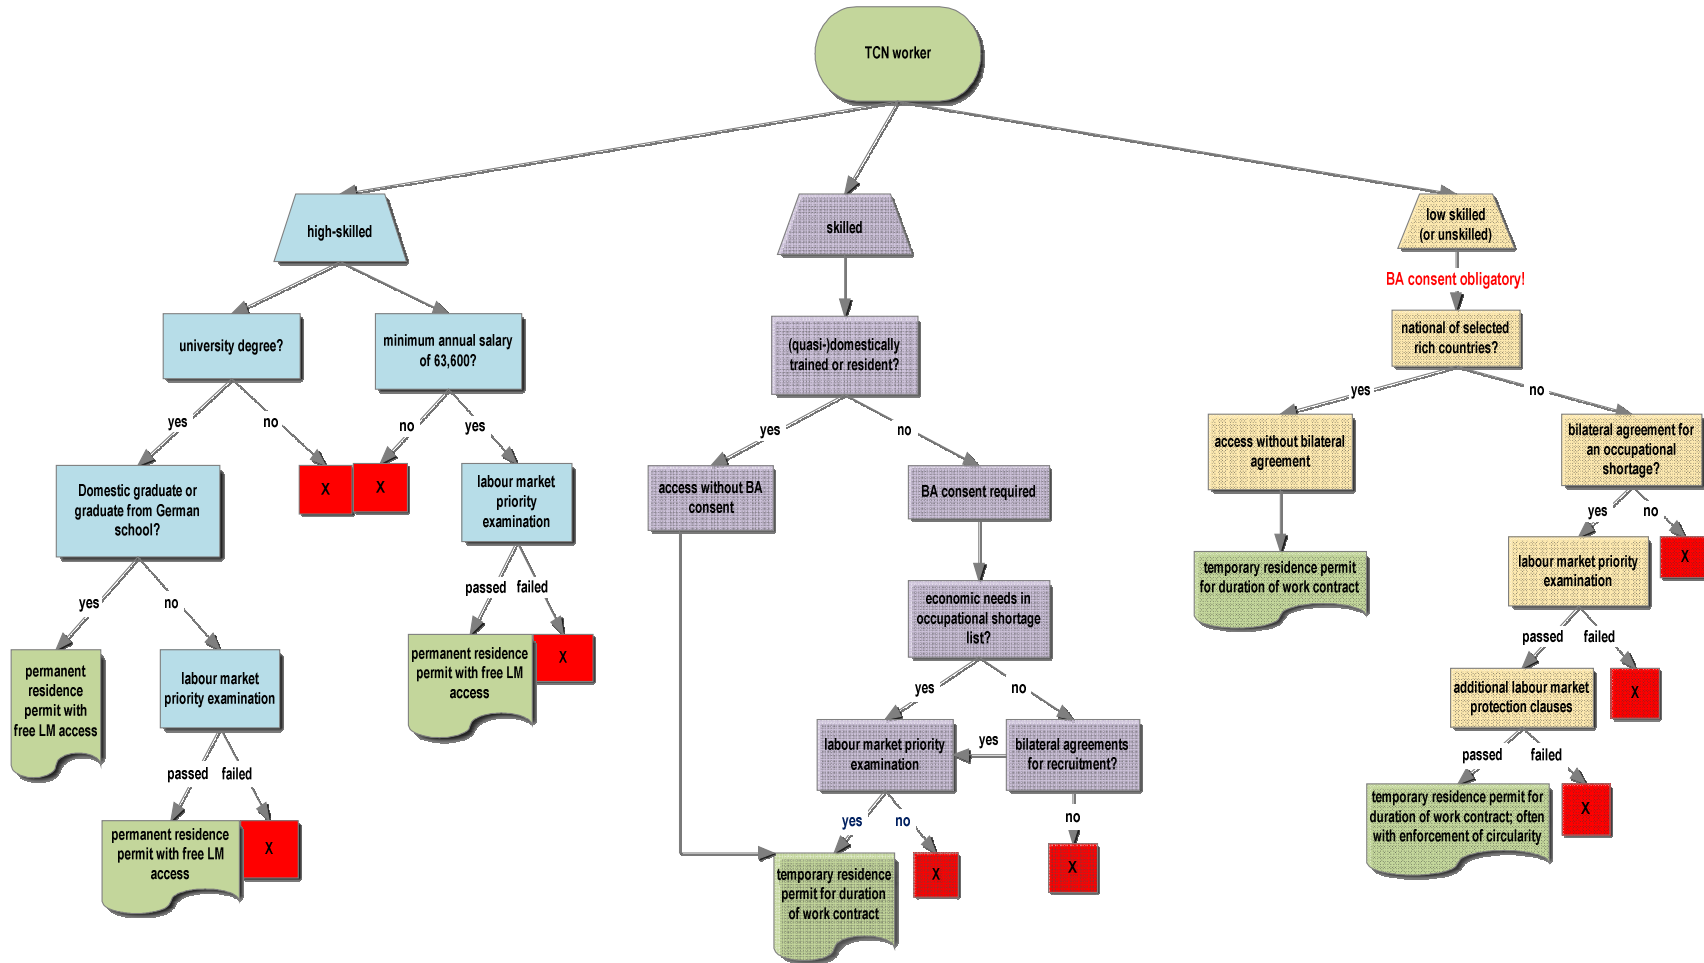 TCN worker
high-skilled
skilled
low skilled
(or unskilled)
BA consent obligatory!
university degree?
minimum annual salary
of 63,600?
(quasi-)domestically
trained or resident?
national of selected
rich countries?
yes
no
no
yes
yes
no
yes
no
Domestic graduate or
graduate from German
school?
X
X
labour market
priority
examination
access without BA
consent
BA consent required
access without bilateral
agreement
bilateral agreement for
an occupational
shortage?
yes
no
passed
failed
economic needs in
occupational shortage
list?
temporary residence permit
for duration of work contract
yes
no
labour market priority
examination
X
permanent
residence
permit with
free LM access
labour market
priority examination
permanent residence
permit with free LM
access
X
yes
no
passed
failed
additional labour market
protection clauses
X
passed
failed
labour market priority
examination
yes
bilateral agreements
for recruitment?
passed
failed
permanent residence
permit with free LM
access
X
yes
no
no
temporary residence permit for
duration of work contract; often
with enforcement of circularity
X
temporary residence
permit for duration
of work contract
X
X